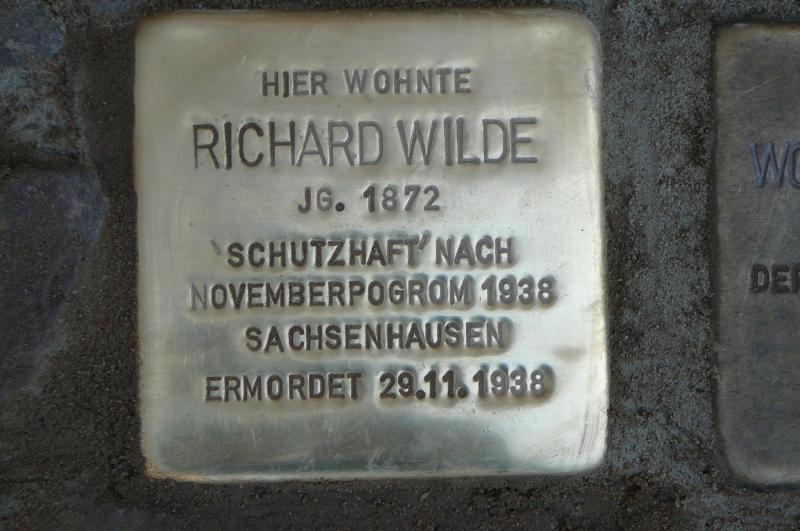 HIER WOHNTE
RICHARD WILDE
JG. 1872
'SCHUTZHAFT' NACH
NOVEMBERPOGROM 1938
SACHSENHAUSEN
ERMORDET 29.11.1938